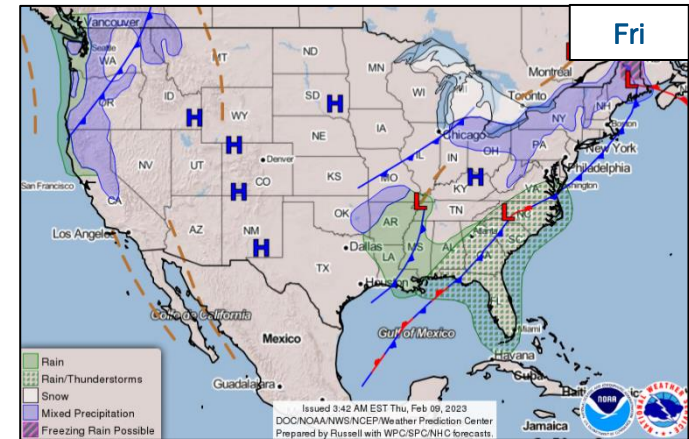 Fri
Vancouver
Seattle
WA
MT
ND
MN
Montreal
OR
ID
SD
H
WI
MI
Toronto
H
WY
NH
NY
Boston
IA
Chicago
H
NE
PA
New York
NV
UT
Denver
IL
IN
OH
Philadelphia
San Francisco
H
CO
KS
MO
H
KY
VA
Washington
CA
OK
L
TN
L
NC
Los Angeles
AZ
NM
H
AR
Atlanta
SC
Dallas
MS
AL
GA
TX
LA
Houston
FL
Golfo de California
Gulf of Mexico
Miami
Mexico
Havana
Cuba
Guadalajara
Jamaica
Rain
Rain/Thunderstorms
Snow
Mixed Precipitation
Freezing Rain Possible
Issued 3:42 AM EST Thu, Feb 09, 2023
DOC/NOAA/NWS/NCEP/Weather Prediction Center
Prepared by Russell with WPC/SPC/NHC forecasts.
NOAA